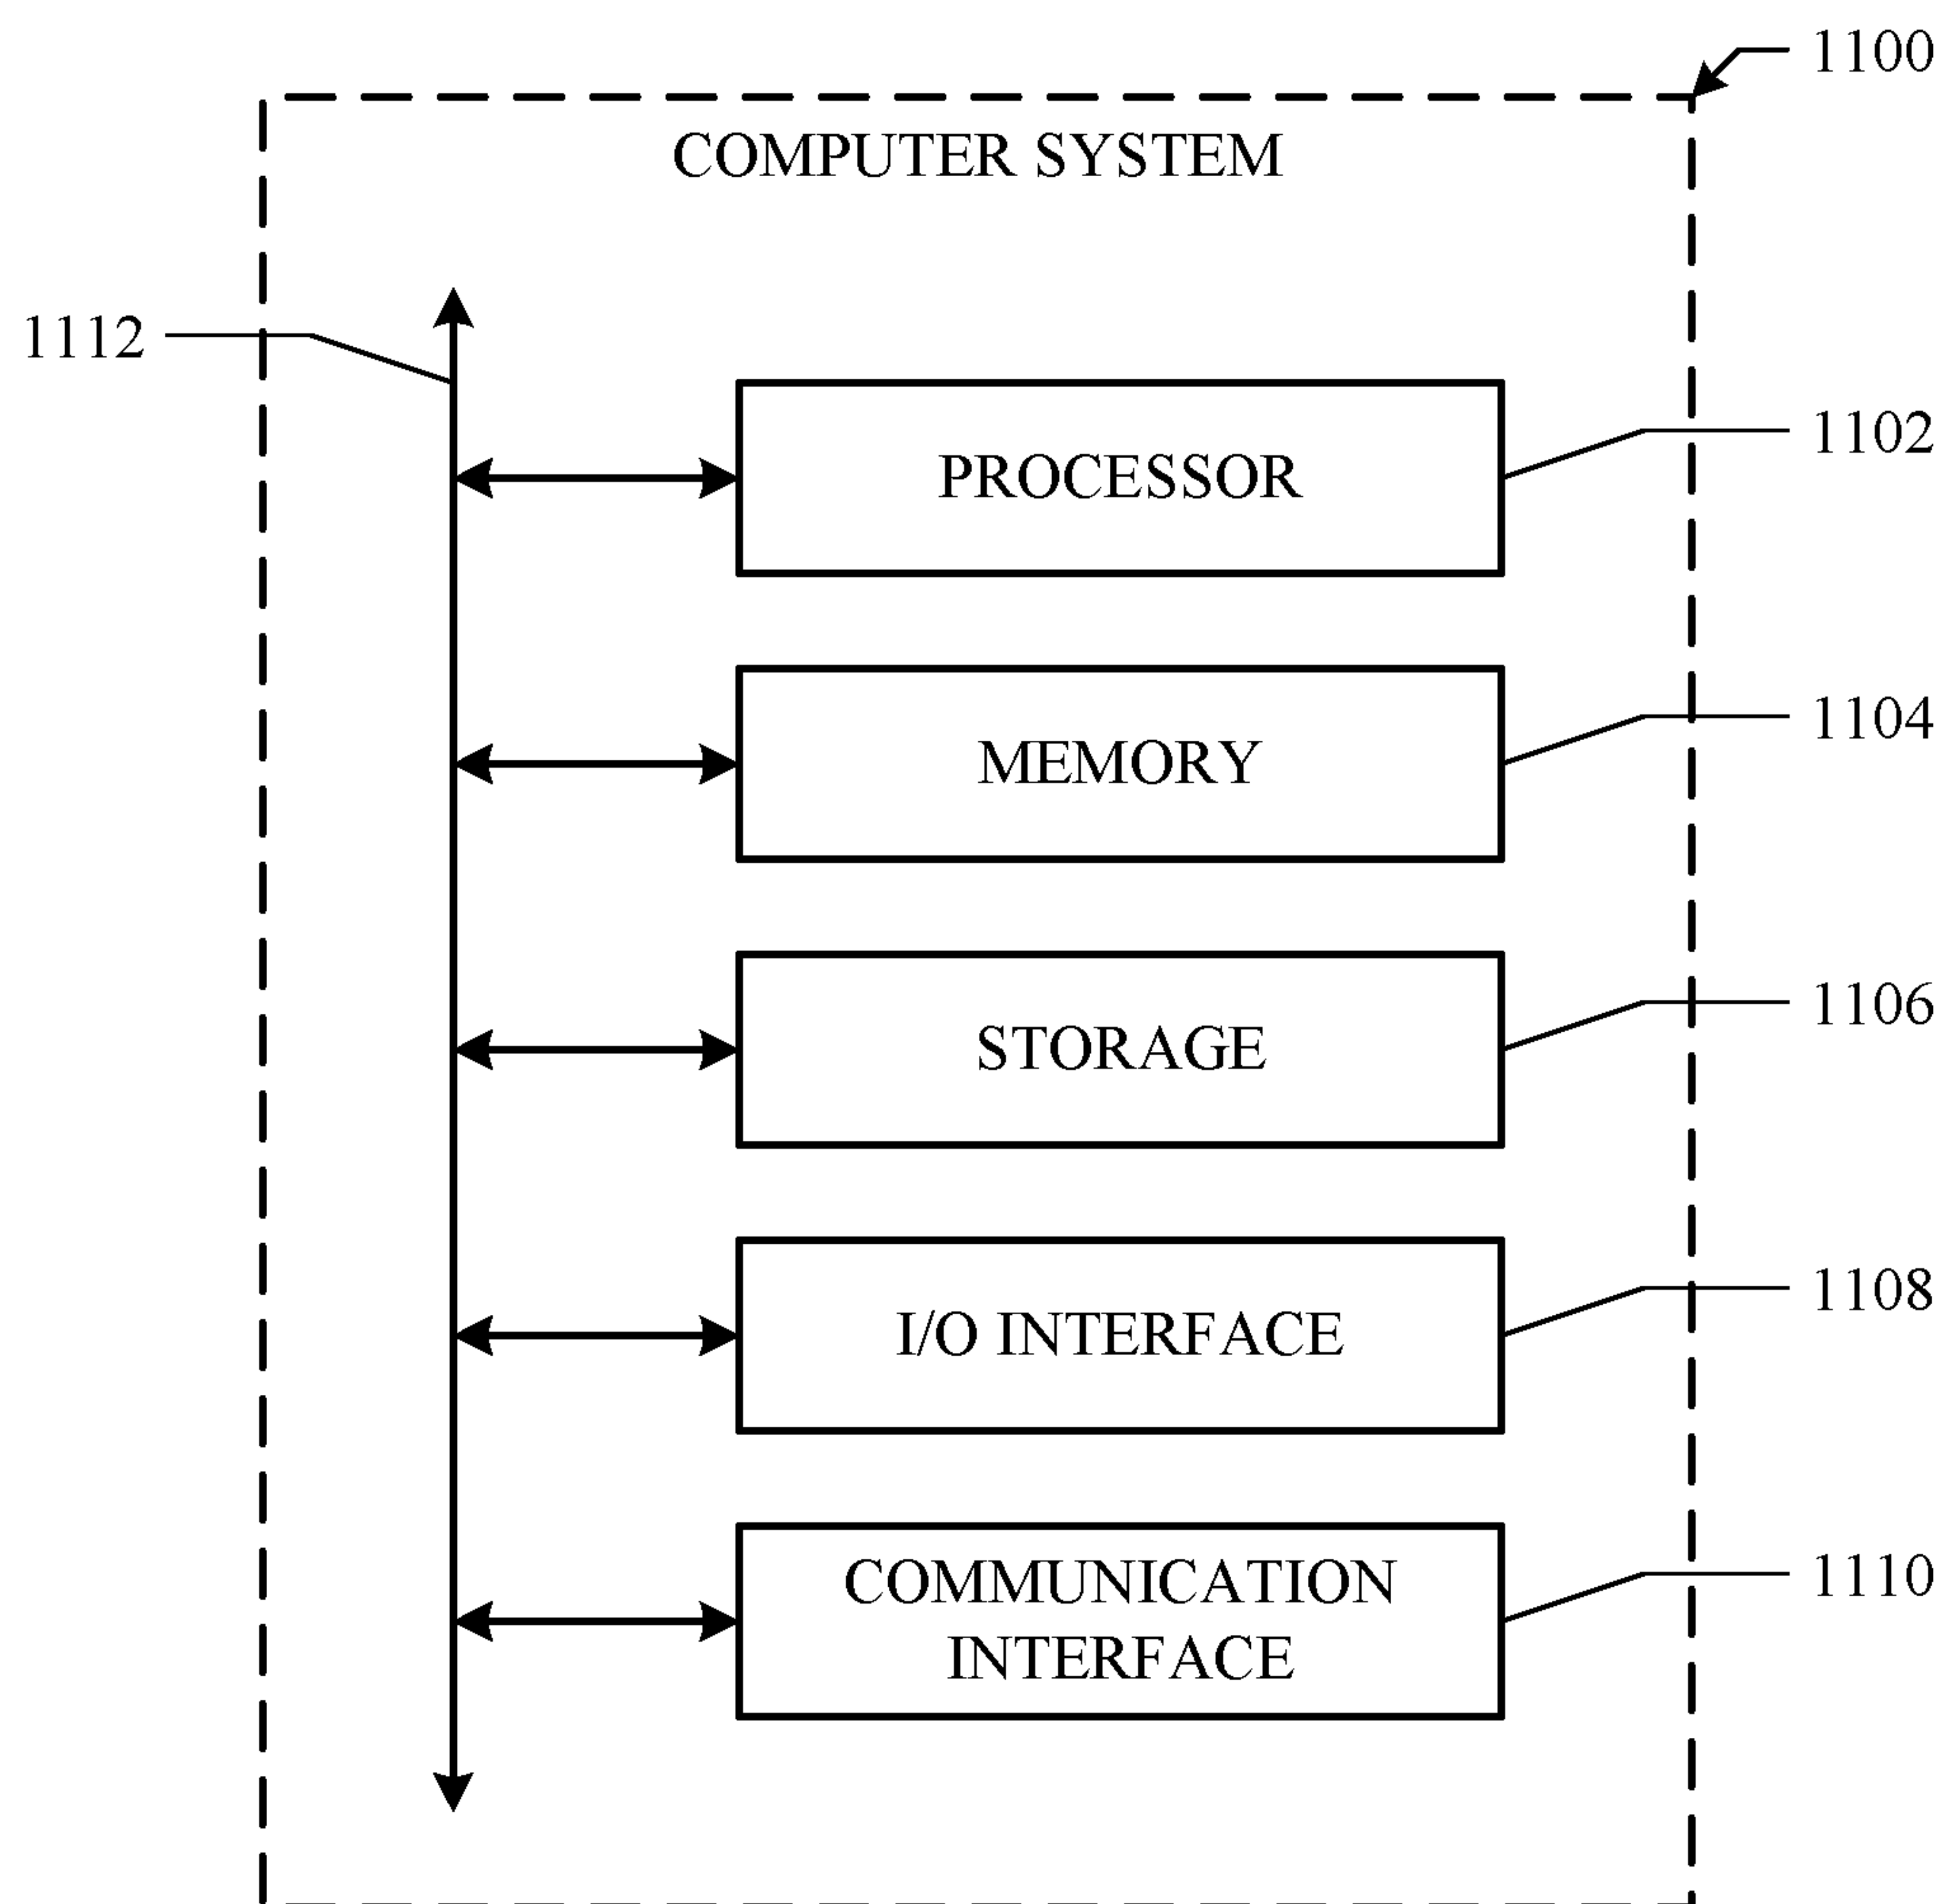 1100
COMPUTER SYSTEM
1112
PROCESSOR
1102
MEMORY
1104
STORAGE
1106
I/O INTERFACE
1108
COMMUNICATION
INTERFACE
1110